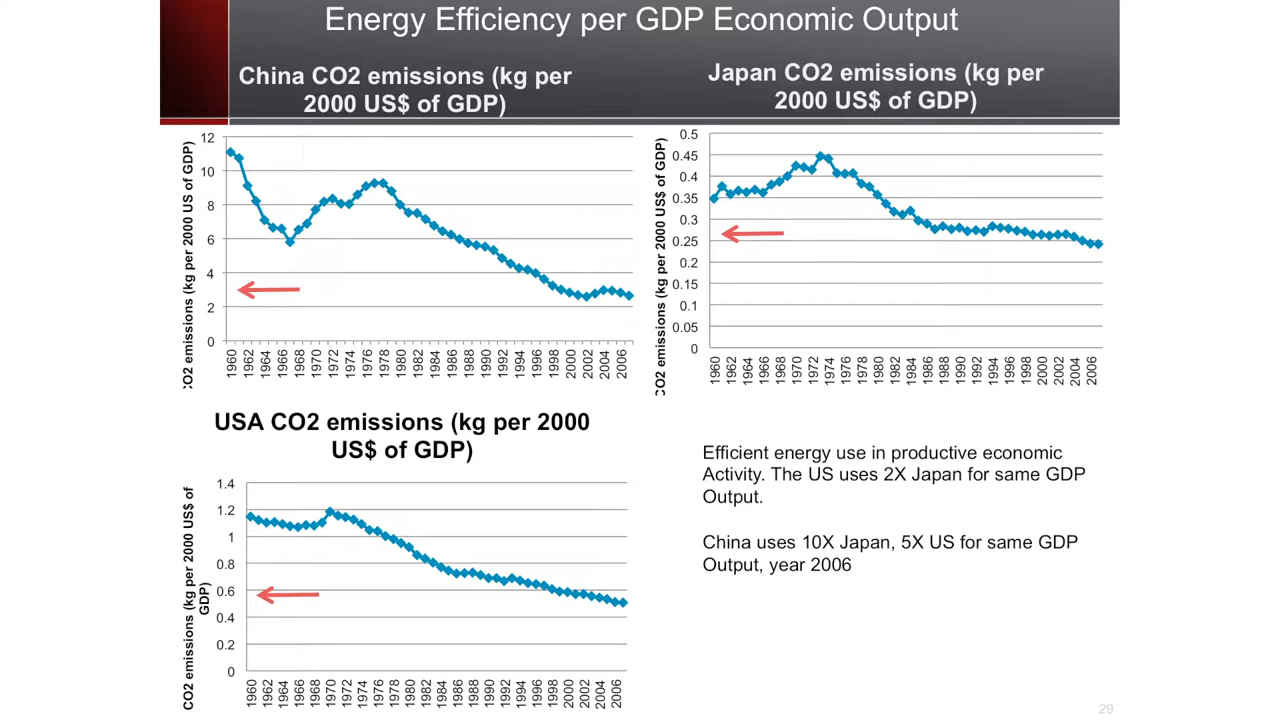 Energy Efficiency per GDP Economic Output
China CO2 emissions (kg per
2000 US$ of GDP)
Japan CO2 emissions (kg per
2000 US$ of GDP)
CO2 emissions (kg per 2000 US of GDP)
12
10
8
6
4
2
0
1960 1962 1964 1966 1968 1970 1972 1974 1976 1978 1980 1982 1984 1986 1988 1990 1992 1994 1996 1998 2000 2002 2004 2006
CO2 emissions (kg per 2000 US$ of GDP)
0.5
0.45
0.4
0.35
0.3
0.25
0.2
0.15
0.1
0.05
0
1960 1962 1964 1966 1968 1970 1972 1974 1976 1978 1980 1982 1984 1986 1988 1990 1992 1994 1996 1998 2000 2002 2004 2006
USA CO2 emissions (kg per 2000
US$ of GDP)
CO2 emissions (kg per 2000 US$ of
GDP)
1.4
1.2
1
0.8
0.6
0.4
0.2
0
1960 1962 1964 1966 1968 1970 1972 1974 1976 1978 1980 1982 1984 1986 1988 1990 1992 1994 1996 1998 2000 2002 2004 2006
Efficient energy use in productive economic
Activity. The US uses 2X Japan for same GDP
Output.
China uses 10X Japan, 5X US for same GDP
Output, year 2006
29